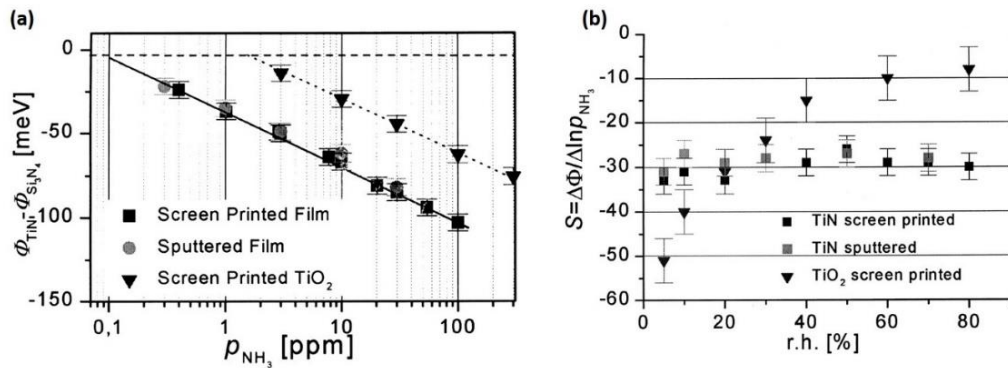 (a)
0
-50
-100
-150
Φ_TiN-Φ_Si₃N₄ [meV]
Screen Printed Film
Sputtered Film
Screen Printed TiO₂
0,1 1 10 100
p_NH₃ [ppm]
(b)
0
-10
-20
-30
-40
-50
-60
S=ΔΦ/Δlnp_NH₃
TiN screen printed
TiN sputtered
TiO₂ screen printed
0 20 40 60 80
r.h. [%]